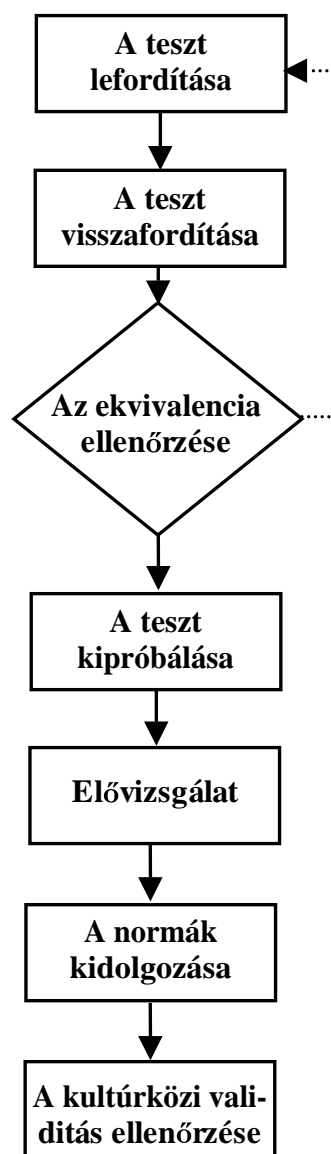 A teszt
lefordítása
A teszt
visszafordítása
Az ekvivalencia
ellenőrzése
A teszt
kipróbálása
Elővizsgálat
A normák
kidolgozása
A kultúrközi vali-
ditás ellenőrzése